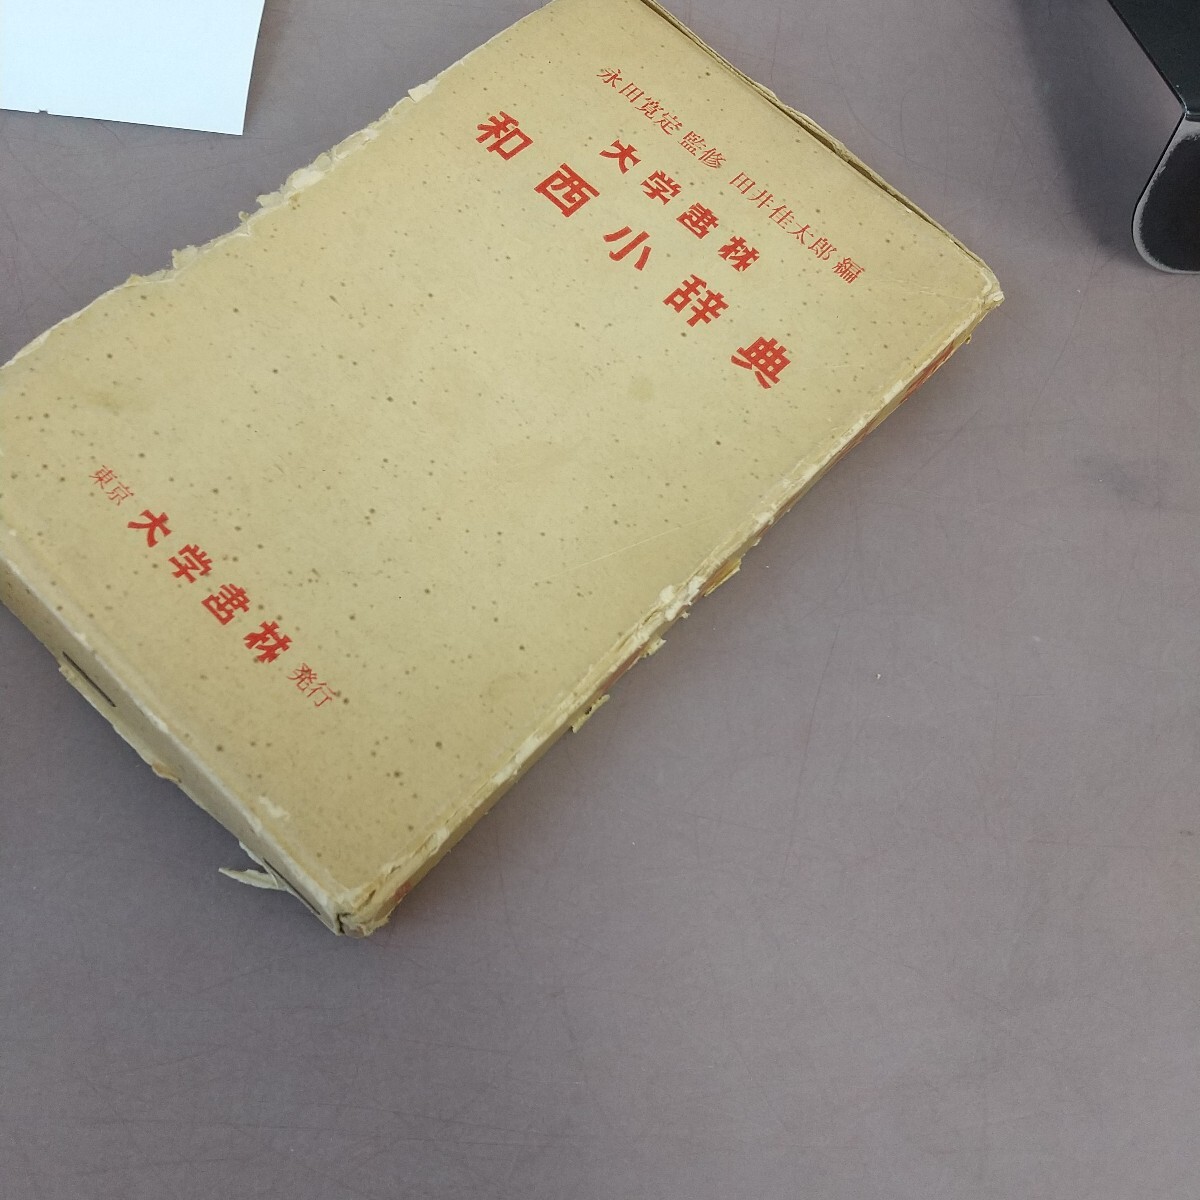 永田寛定 監修 田井佳太郎 編
大学書林
和西小辞典
東京 大学書林 発行